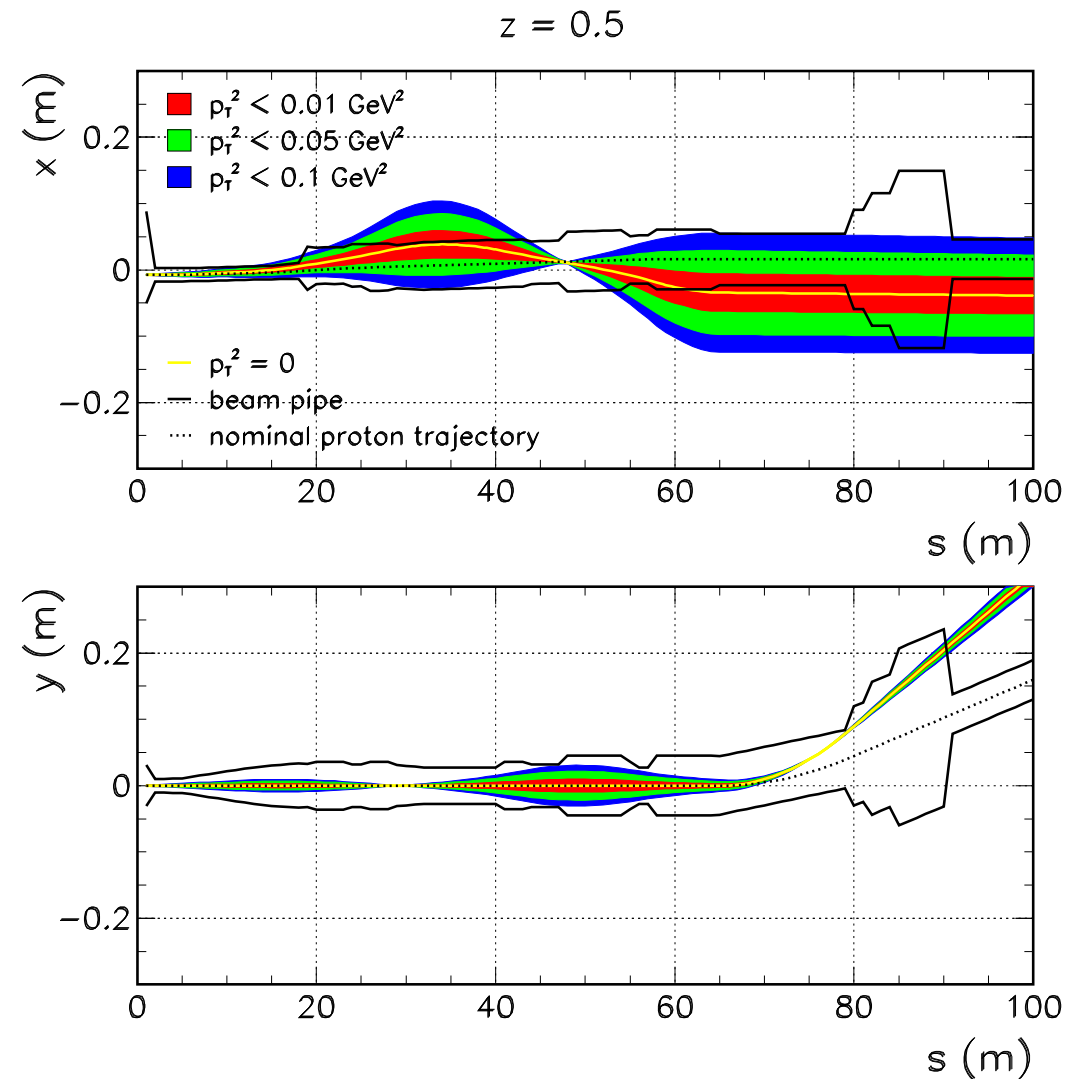 z = 0.5
x (m)
p_T^2 < 0.01 GeV^2
0.2
p_T^2 < 0.05 GeV^2
p_T^2 < 0.1 GeV^2
0
p_T^2 = 0
−0.2
beam pipe
nominal proton trajectory
0 20 40 60 80 100
s (m)
y (m)
0.2
0
−0.2
0 20 40 60 80 100
s (m)